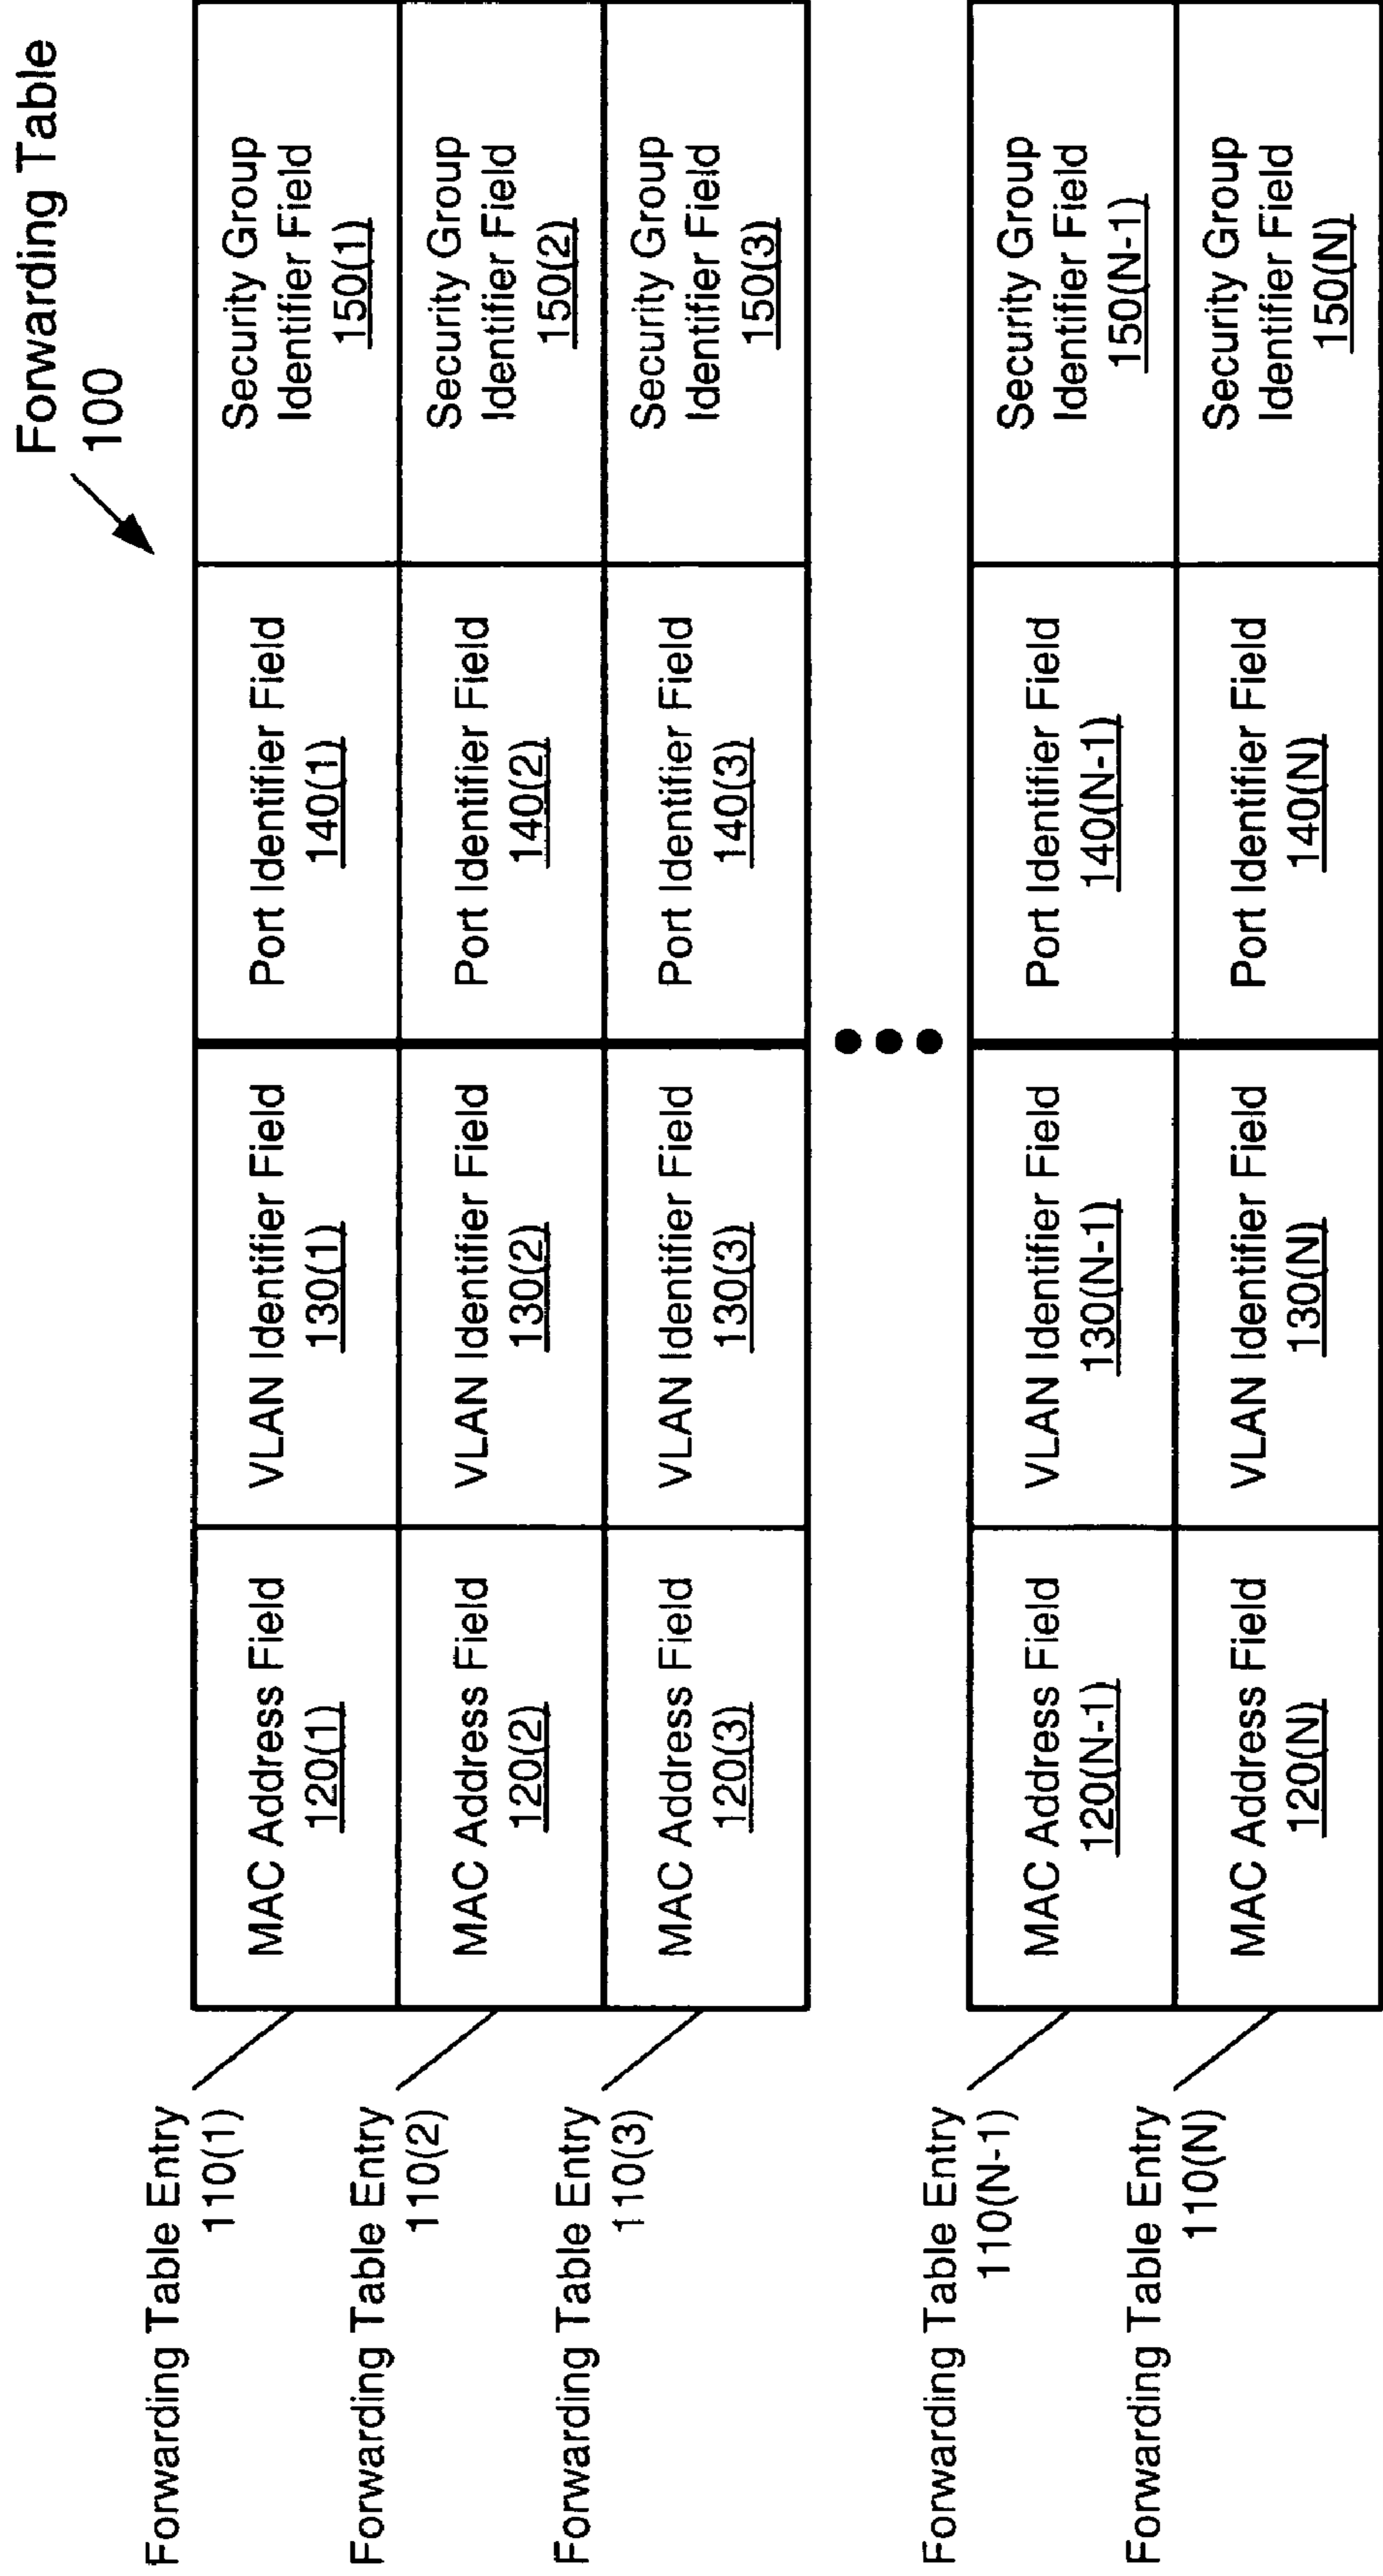 Forwarding Table
100
Forwarding Table Entry
110(1)
MAC Address Field
120(1)
VLAN Identifier Field
130(1)
Port Identifier Field
140(1)
Security Group
Identifier Field
150(1)
Forwarding Table Entry
110(2)
MAC Address Field
120(2)
VLAN Identifier Field
130(2)
Port Identifier Field
140(2)
Security Group
Identifier Field
150(2)
Forwarding Table Entry
110(3)
MAC Address Field
120(3)
VLAN Identifier Field
130(3)
Port Identifier Field
140(3)
Security Group
Identifier Field
150(3)
Forwarding Table Entry
110(N-1)
MAC Address Field
120(N-1)
VLAN Identifier Field
130(N-1)
Port Identifier Field
140(N-1)
Security Group
Identifier Field
150(N-1)
Forwarding Table Entry
110(N)
MAC Address Field
120(N)
VLAN Identifier Field
130(N)
Port Identifier Field
140(N)
Security Group
Identifier Field
150(N)